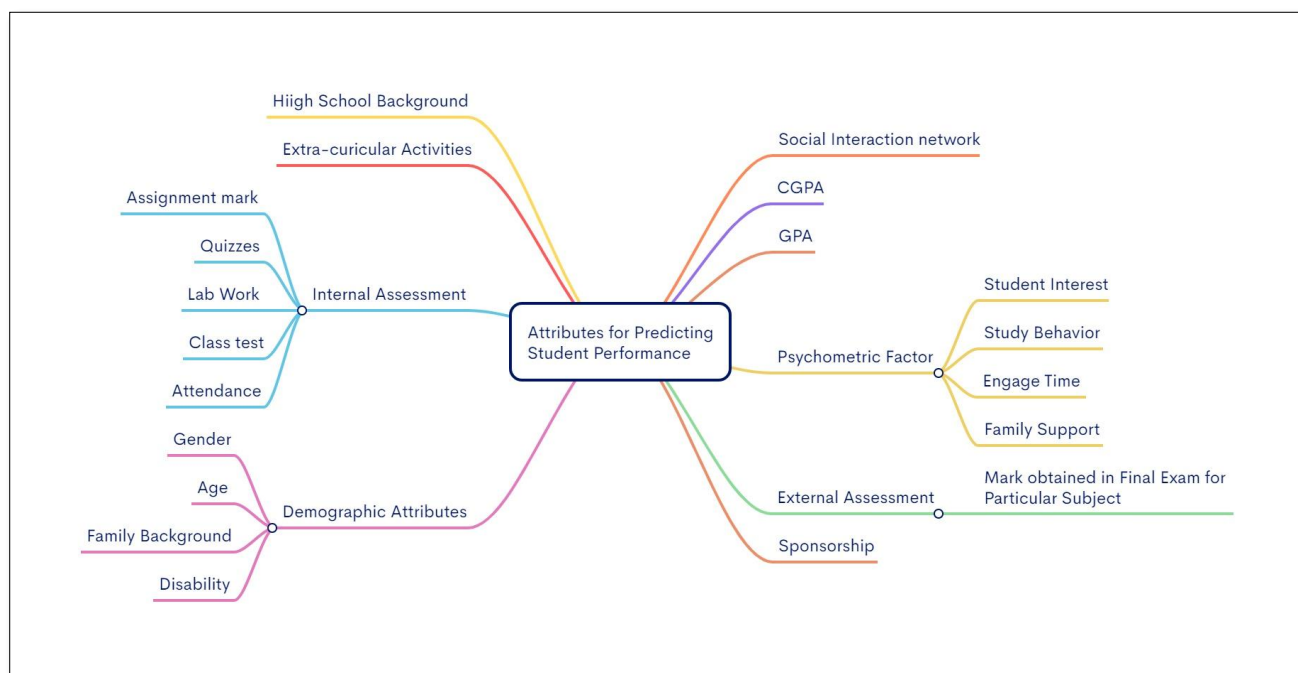 Hiigh School Background
Extra-curicular Activities
Assignment mark
Quizzes
Lab Work
Class test
Attendance
Internal Assessment
Gender
Age
Family Background
Disability
Demographic Attributes
Attributes for Predicting
Student Performance
Social Interaction network
CGPA
GPA
Psychometric Factor
Student Interest
Study Behavior
Engage Time
Family Support
External Assessment
Mark obtained in Final Exam for
Particular Subject
Sponsorship